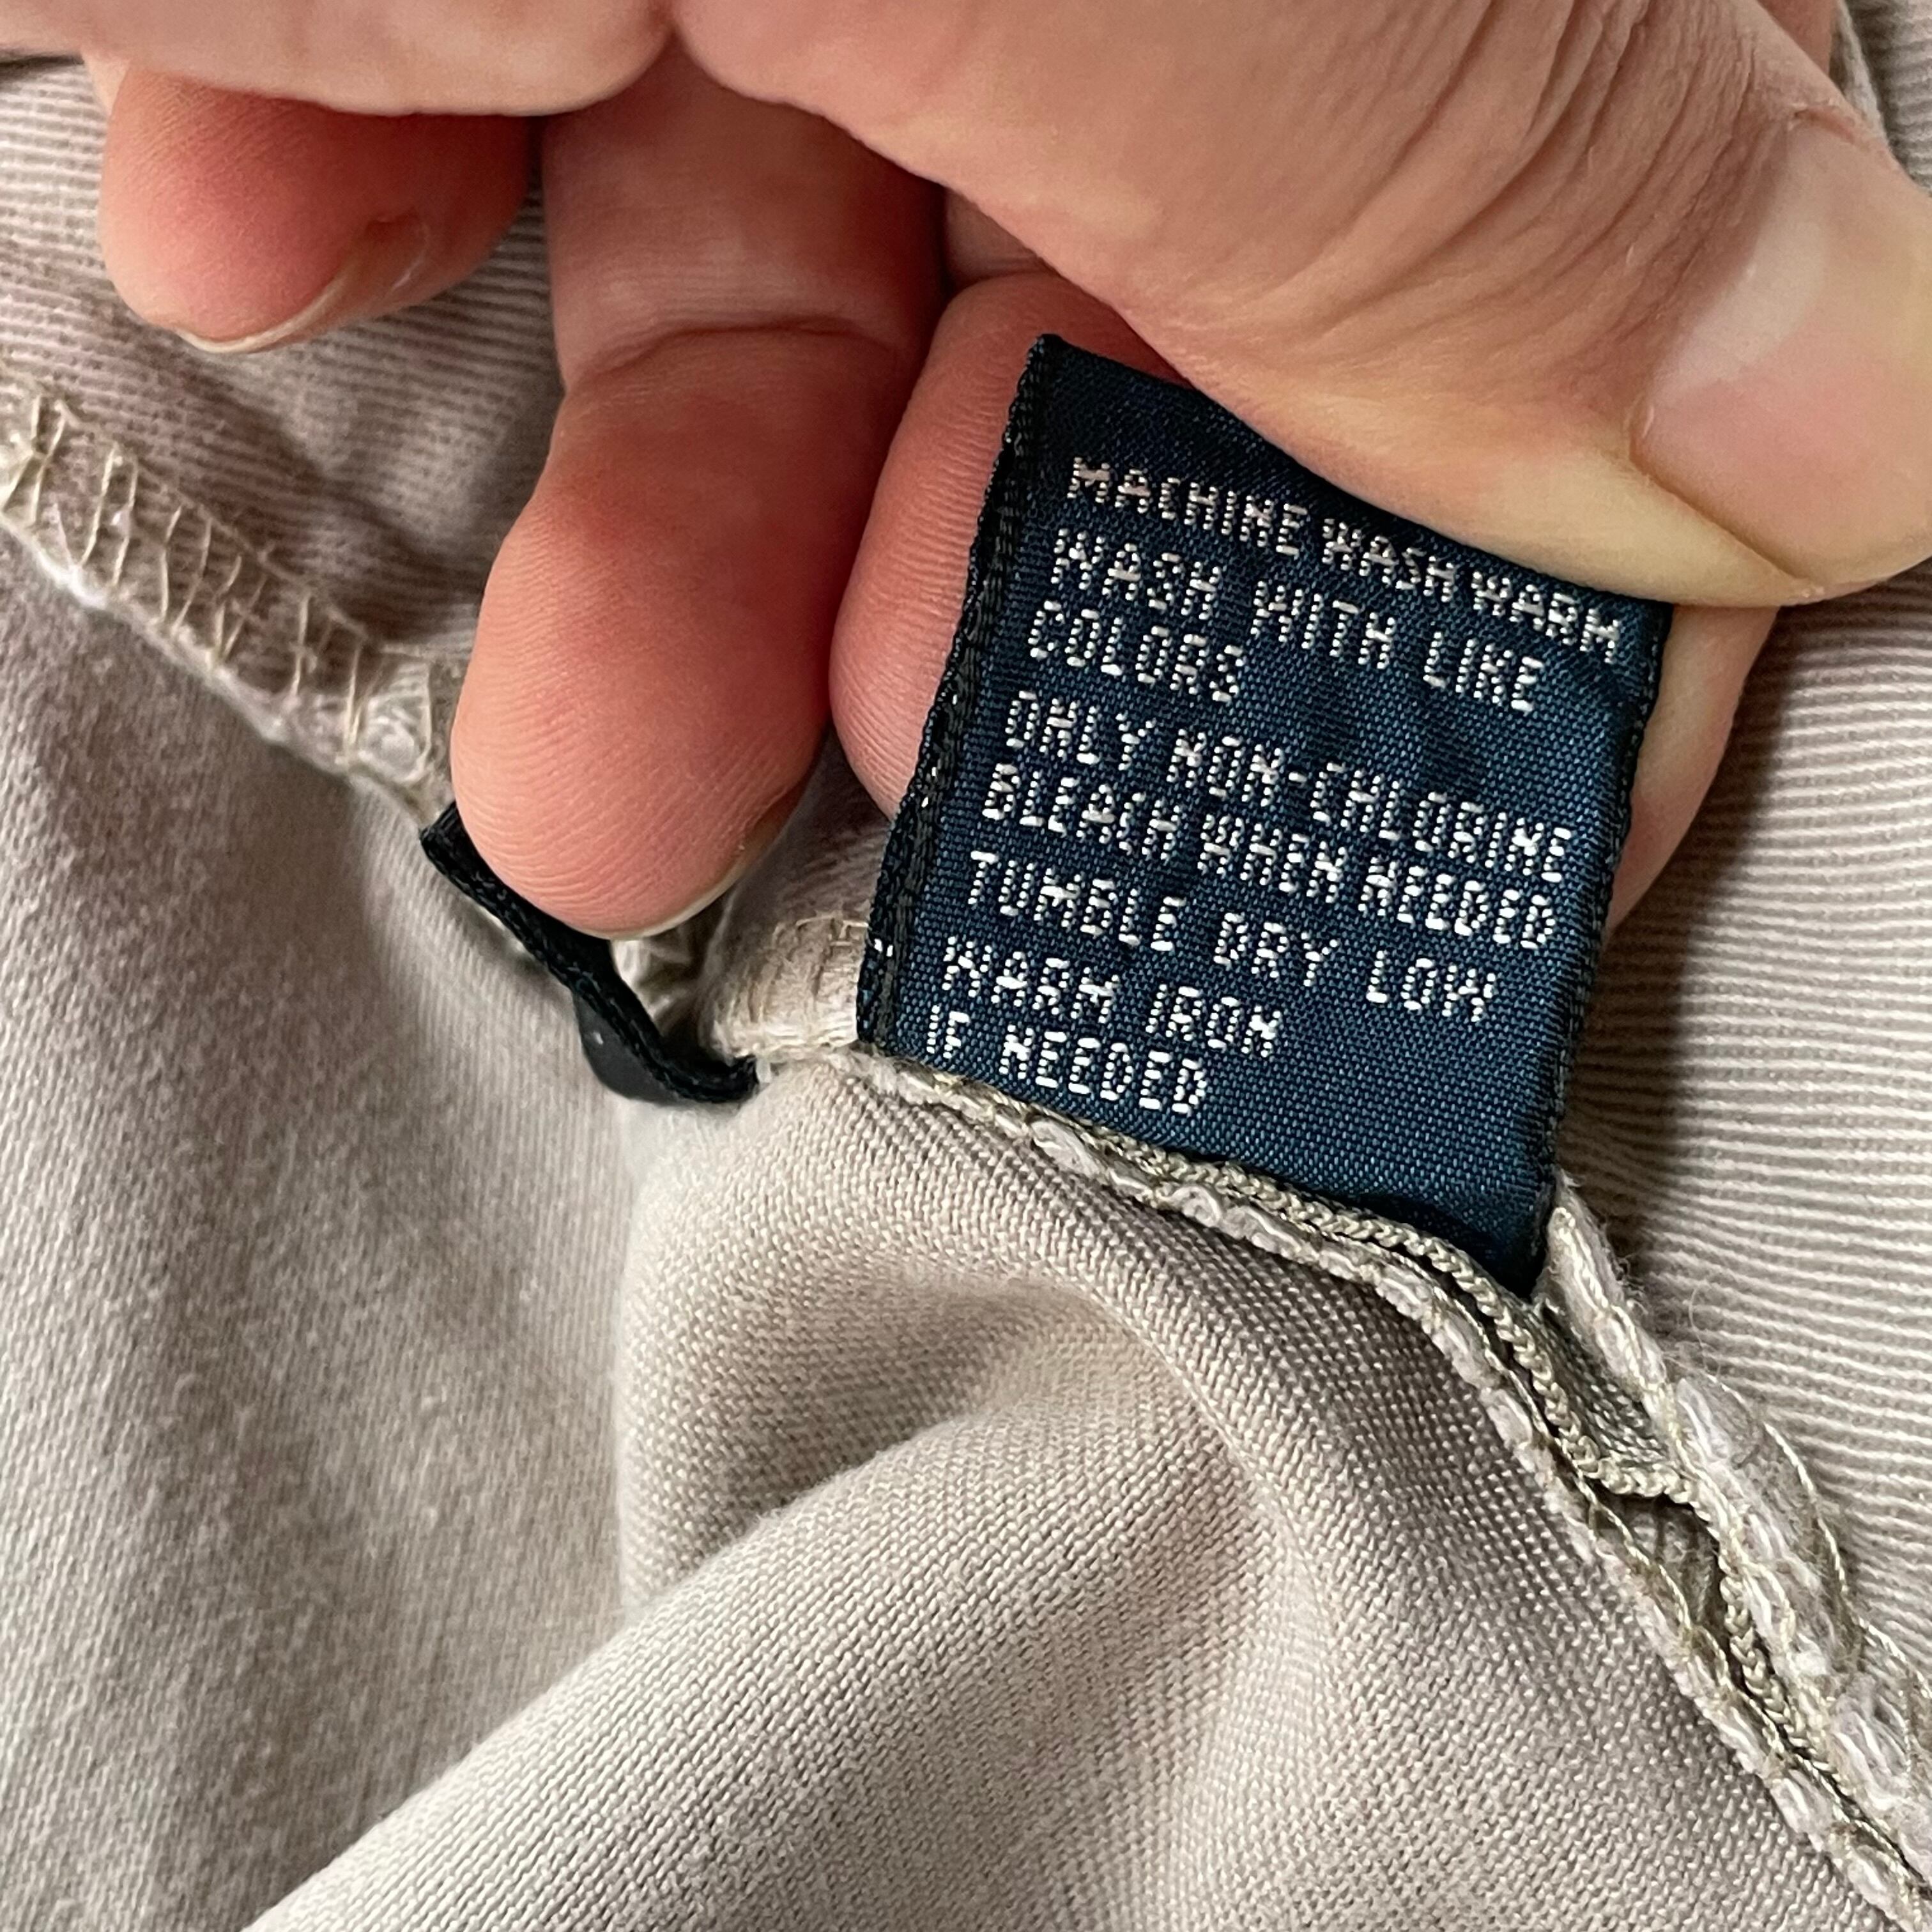 MACHINE WASH WARM
WASH WITH LIKE
COLORS
ONLY NON-CHLORINE
BLEACH WHEN NEEDED
TUMBLE DRY LOW
WARM IRON
IF NEEDED